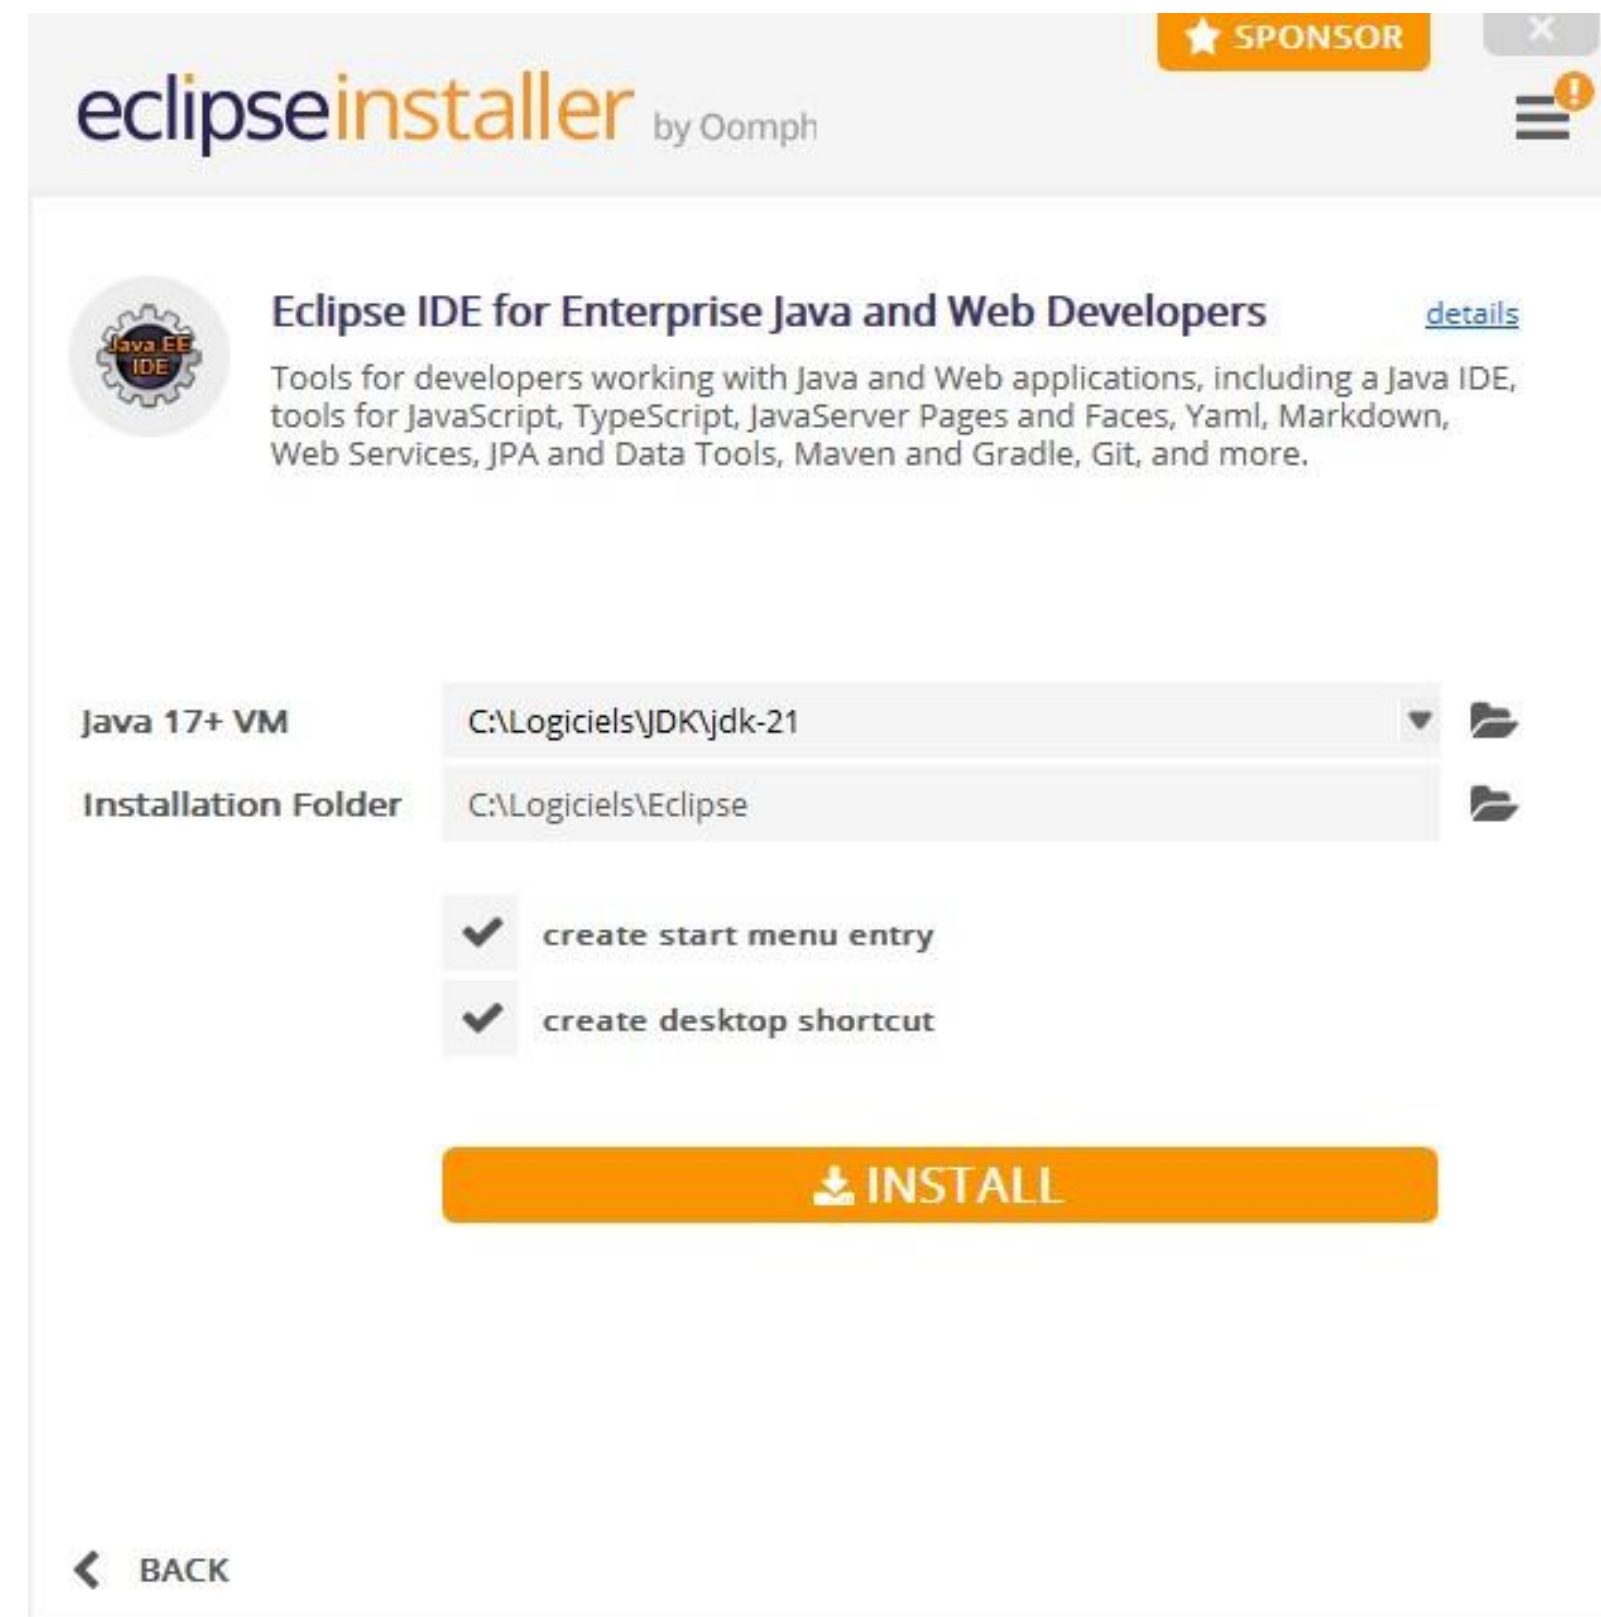 SPONSOR
eclipseinstaller by Oomph
Java EE
IDE
Eclipse IDE for Enterprise Java and Web Developers
details
Tools for developers working with Java and Web applications, including a Java IDE,
tools for JavaScript, TypeScript, JavaServer Pages and Faces, Yaml, Markdown,
Web Services, JPA and Data Tools, Maven and Gradle, Git, and more.
Java 17+ VM
C:\Logiciels\JDK\jdk-21
Installation Folder
C:\Logiciels\Eclipse
create start menu entry
create desktop shortcut
INSTALL
BACK